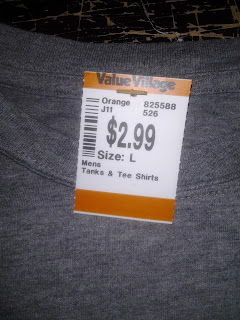 Value Village
Orange 825588
J11 526
$2.99
Size: L
Mens
Tanks & Tee Shirts